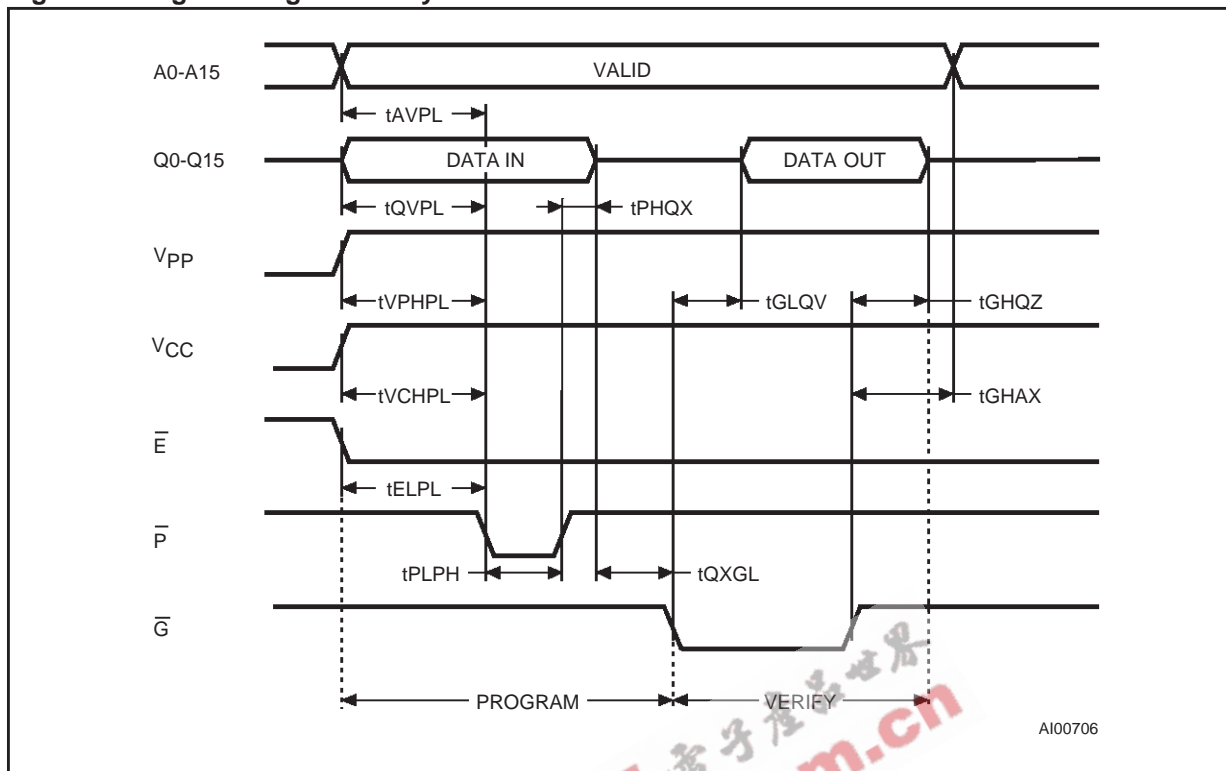 A0-A15
VALID
tAVPL
Q0-Q15
DATA IN
DATA OUT
tQVPL
tPHQX
VPP
tVPHPL
tGLQV
tGHQZ
VCC
tVCHPL
tGHAX
E̅
tELPL
P̅
tPLPH
tQXGL
G̅
PROGRAM
VERIFY
AI00706